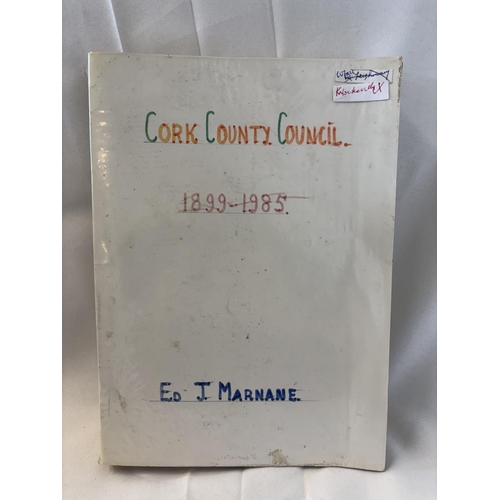 CORK COUNTY COUNCIL.
1899-1985.
ED J. MARNANE.